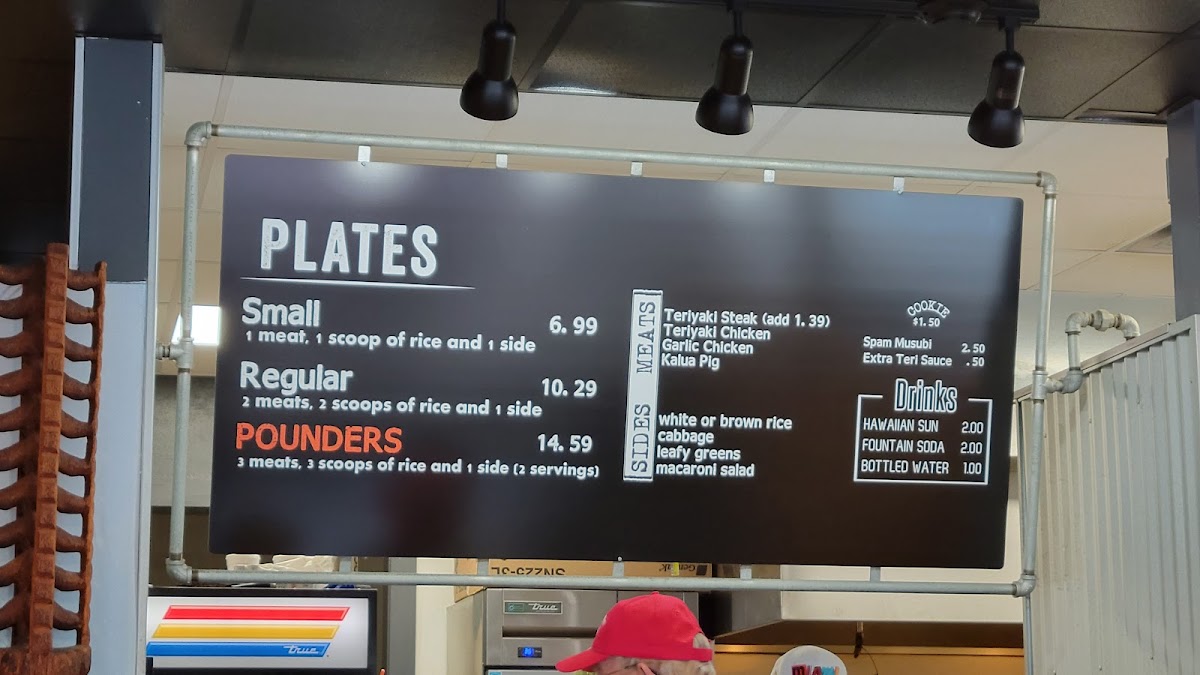 PLATES
Small 6.99
1 meat, 1 scoop of rice and 1 side
Regular 10.29
2 meats, 2 scoops of rice and 1 side
POUNDERS 14.59
3 meats, 3 scoops of rice and 1 side (2 servings)
MEATS
Teriyaki Steak (add 1.39)
Teriyaki Chicken
Garlic Chicken
Kalua Pig
SIDES
white or brown rice
cabbage
leafy greens
macaroni salad
COOKIE
$1.50
Spam Musubi 2.50
Extra Teri Sauce .50
Drinks
HAWAIIAN SUN 2.00
FOUNTAIN SODA 2.00
BOTTLED WATER 1.00
SN225-3L
True
True